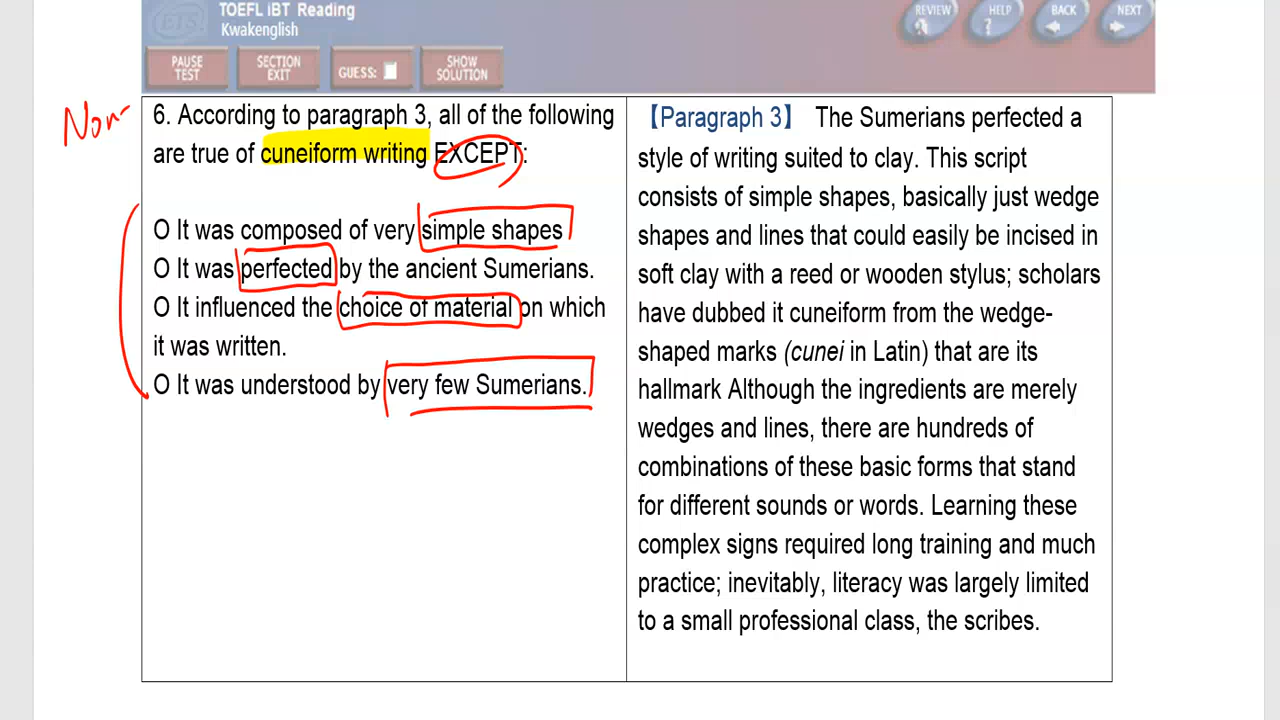 TOEFL iBT Reading
Kwakenglish
REVIEW
HELP
?
BACK
NEXT
ETS
PAUSE
TEST
SECTION
EXIT
GUESS:
SHOW
SOLUTION
Non-
6. According to paragraph 3, all of the following
are true of cuneiform writing EXCEPT:
O It was composed of very simple shapes
O It was perfected by the ancient Sumerians.
O It influenced the choice of material on which
it was written.
O It was understood by very few Sumerians.
【Paragraph 3】 The Sumerians perfected a
style of writing suited to clay. This script
consists of simple shapes, basically just wedge
shapes and lines that could easily be incised in
soft clay with a reed or wooden stylus; scholars
have dubbed it cuneiform from the wedge-
shaped marks (cunei in Latin) that are its
hallmark Although the ingredients are merely
wedges and lines, there are hundreds of
combinations of these basic forms that stand
for different sounds or words. Learning these
complex signs required long training and much
practice; inevitably, literacy was largely limited
to a small professional class, the scribes.